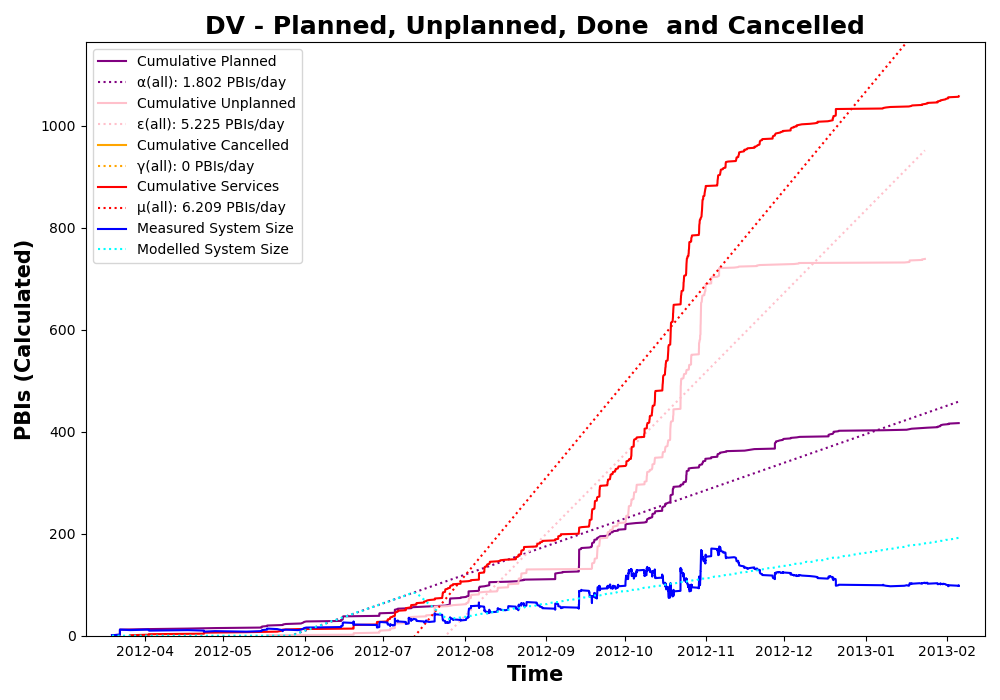 DV - Planned, Unplanned, Done  and Cancelled
Cumulative Planned
α(all): 1.802 PBIs/day
Cumulative Unplanned
ε(all): 5.225 PBIs/day
Cumulative Cancelled
γ(all): 0 PBIs/day
Cumulative Services
μ(all): 6.209 PBIs/day
Measured System Size
Modelled System Size
PBIs (Calculated)
1000
800
600
400
200
0
2012-04 2012-05 2012-06 2012-07 2012-08 2012-09 2012-10 2012-11 2012-12 2013-01 2013-02
Time